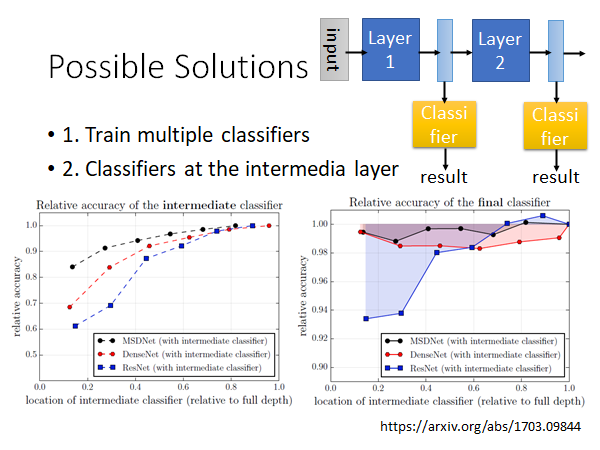 Possible Solutions
input
Layer
1
Layer
2
Classi
fier
Classi
fier
result
result
• 1. Train multiple classifiers
• 2. Classifiers at the intermedia layer
Relative accuracy of the intermediate classifier
relative accuracy
1.0
0.9
0.8
0.7
0.6
0.5
MSDNet (with intermediate classifier)
DenseNet (with intermediate classifier)
ResNet (with intermediate classifier)
0.0 0.2 0.4 0.6 0.8 1.0
location of intermediate classifier (relative to full depth)
Relative accuracy of the final classifier
relative accuracy
1.00
0.98
0.96
0.94
0.92
0.90
MSDNet (with intermediate classifier)
DenseNet (with intermediate classifier)
ResNet (with intermediate classifier)
0.0 0.2 0.4 0.6 0.8 1.0
location of intermediate classifier (relative to full depth)
https://arxiv.org/abs/1703.09844